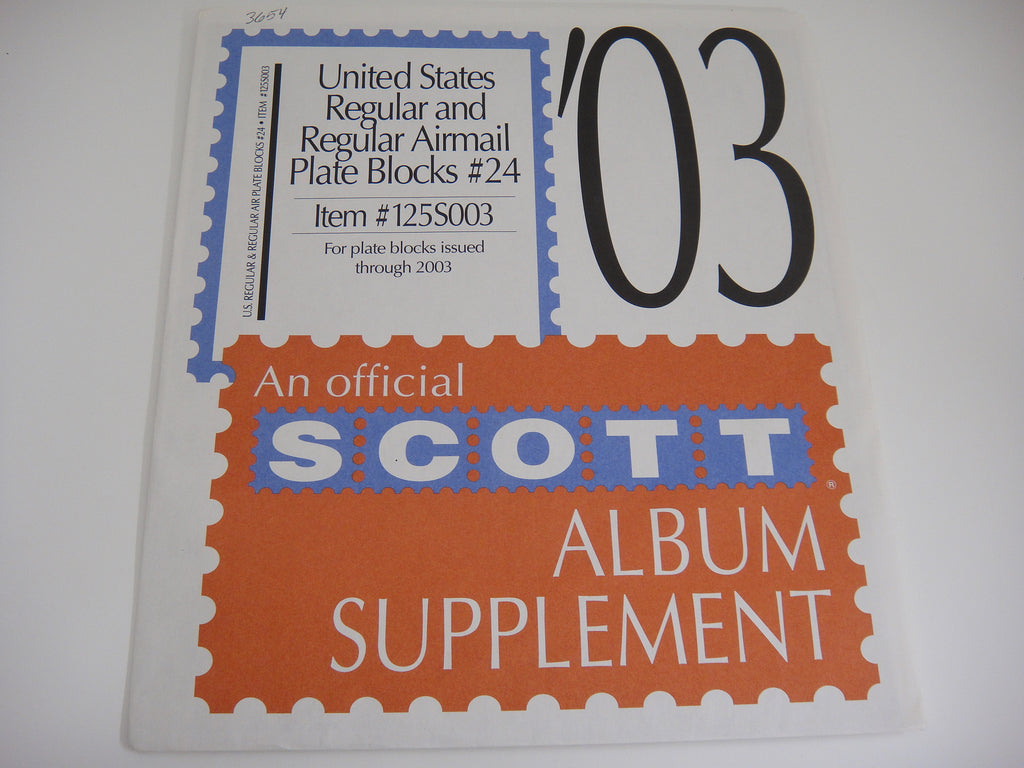 3654
'03
United States
Regular and
Regular Airmail
Plate Blocks #24
Item #125S003
For plate blocks issued
through 2003
U.S. REGULAR & REGULAR AIR PLATE BLOCKS #24 • ITEM #125S003
An official
SCOTT®
ALBUM
SUPPLEMENT